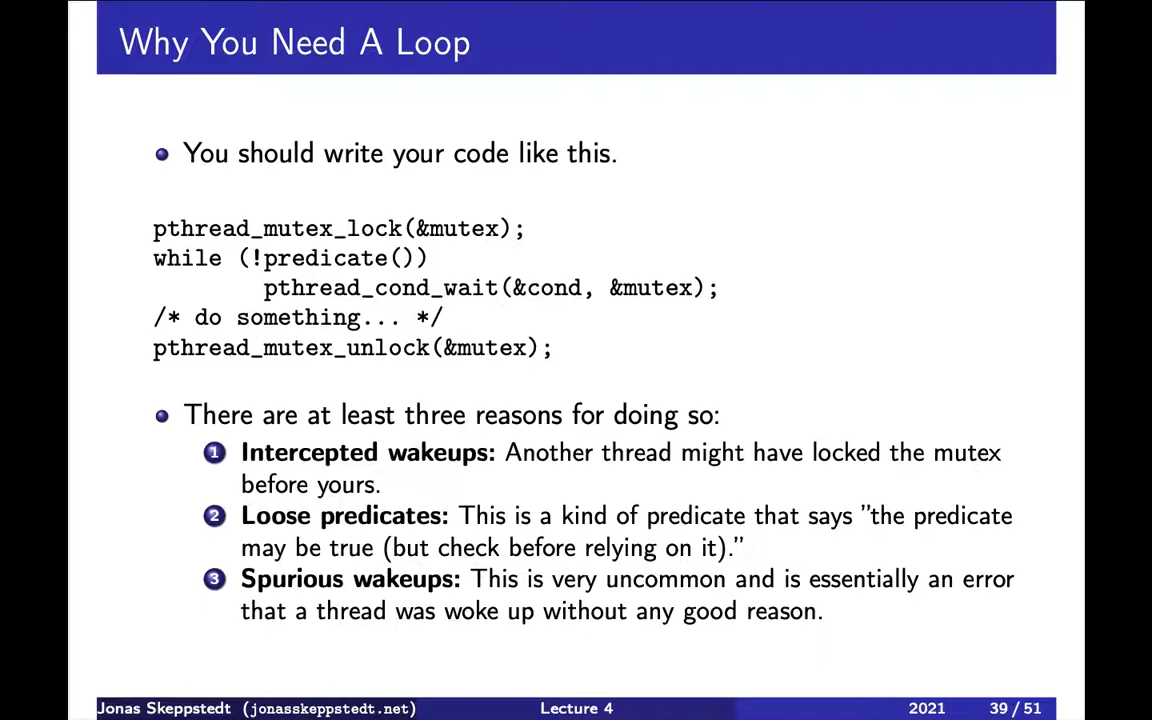 Why You Need A Loop
You should write your code like this.
pthread_mutex_lock(&mutex);
while (!predicate())
pthread_cond_wait(&cond, &mutex);
/* do something... */
pthread_mutex_unlock(&mutex);
There are at least three reasons for doing so:
1 Intercepted wakeups: Another thread might have locked the mutex
before yours.
2 Loose predicates: This is a kind of predicate that says ”the predicate
may be true (but check before relying on it).”
3 Spurious wakeups: This is very uncommon and is essentially an error
that a thread was woke up without any good reason.
Jonas Skeppstedt (jonasskeppstedt.net) Lecture 4 2021 39 / 51